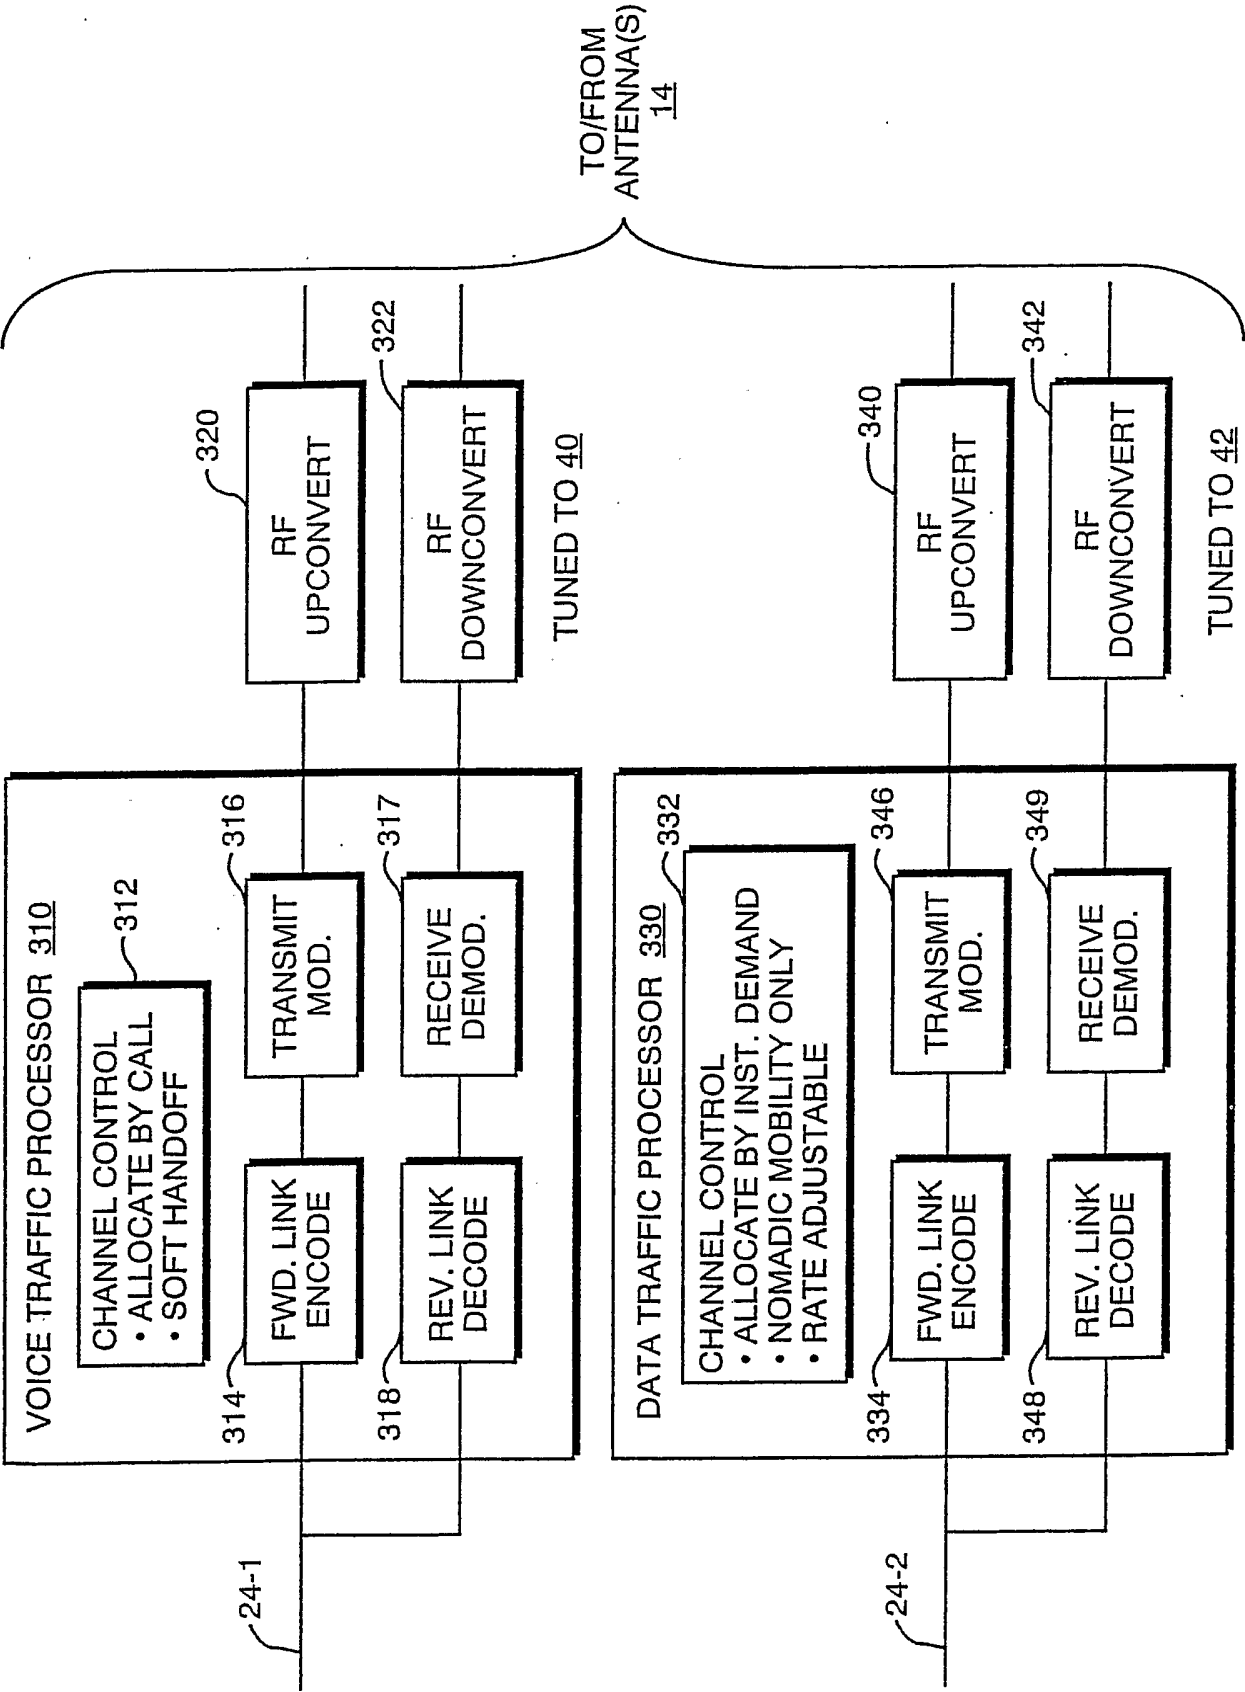 VOICE TRAFFIC PROCESSOR 310
CHANNEL CONTROL
• ALLOCATE BY CALL
• SOFT HANDOFF
312
314
FWD. LINK
ENCODE
316
TRANSMIT
MOD.
320
RF
UPCONVERT
318
REV. LINK
DECODE
317
RECEIVE
DEMOD.
322
RF
DOWNCONVERT
TUNED TO 40
24-1
TO/FROM
ANTENNA(S)
14
DATA TRAFFIC PROCESSOR 330
332
CHANNEL CONTROL
• ALLOCATE BY INST. DEMAND
• NOMADIC MOBILITY ONLY
• RATE ADJUSTABLE
334
FWD. LINK
ENCODE
346
TRANSMIT
MOD.
340
RF
UPCONVERT
348
REV. LINK
DECODE
349
RECEIVE
DEMOD.
342
RF
DOWNCONVERT
TUNED TO 42
24-2